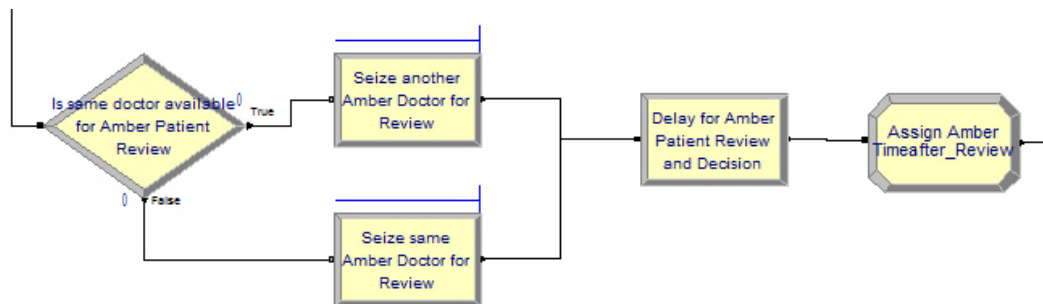 Is same doctor available
for Amber Patient
Review
0
True
0
False
Seize another
Amber Doctor for
Review
Seize same
Amber Doctor for
Review
Delay for Amber
Patient Review
and Decision
Assign Amber
Timeafter_Review